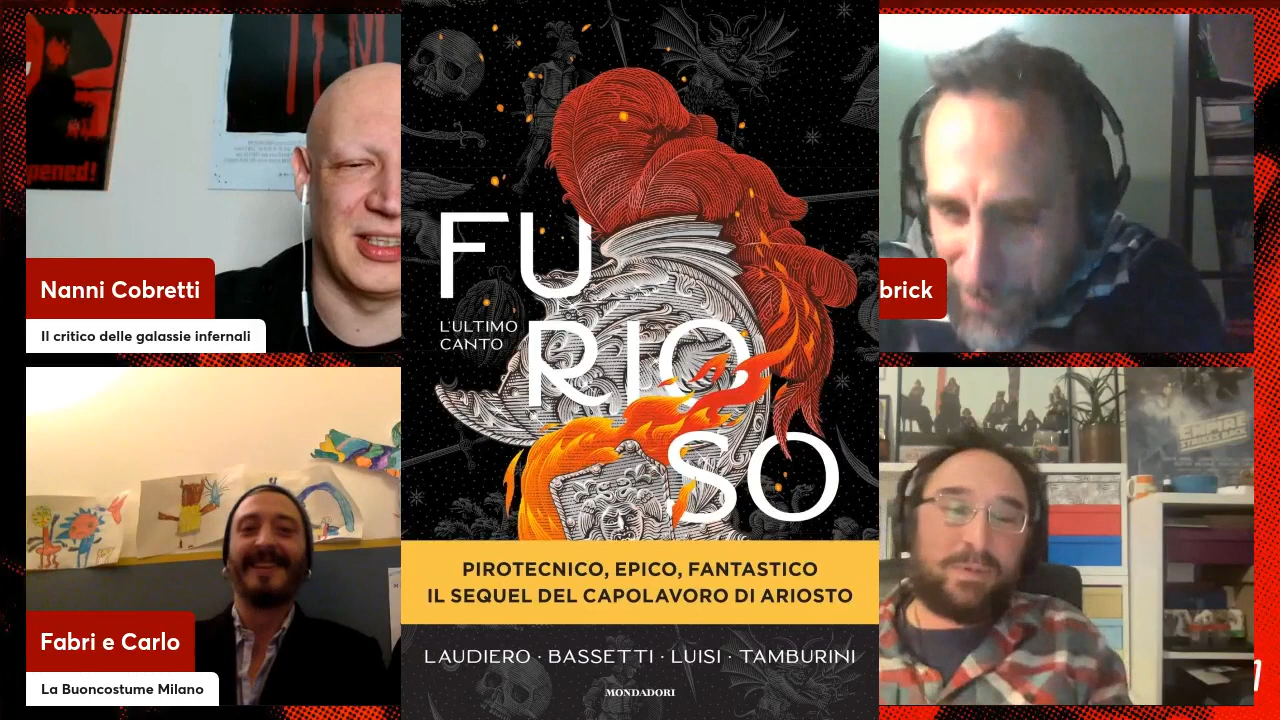 pened!
Nanni Cobretti
Il critico delle galassie infernali
brick
Fabri e Carlo
La Buoncostume Milano
FU
L'ULTIMO
CANTO
RIO
SO
PIROTECNICO, EPICO, FANTASTICO
IL SEQUEL DEL CAPOLAVORO DI ARIOSTO
LAUDIERO · BASSETTI · LUISI · TAMBURINI
MONDADORI
EMPIRE
STRIKES BACK